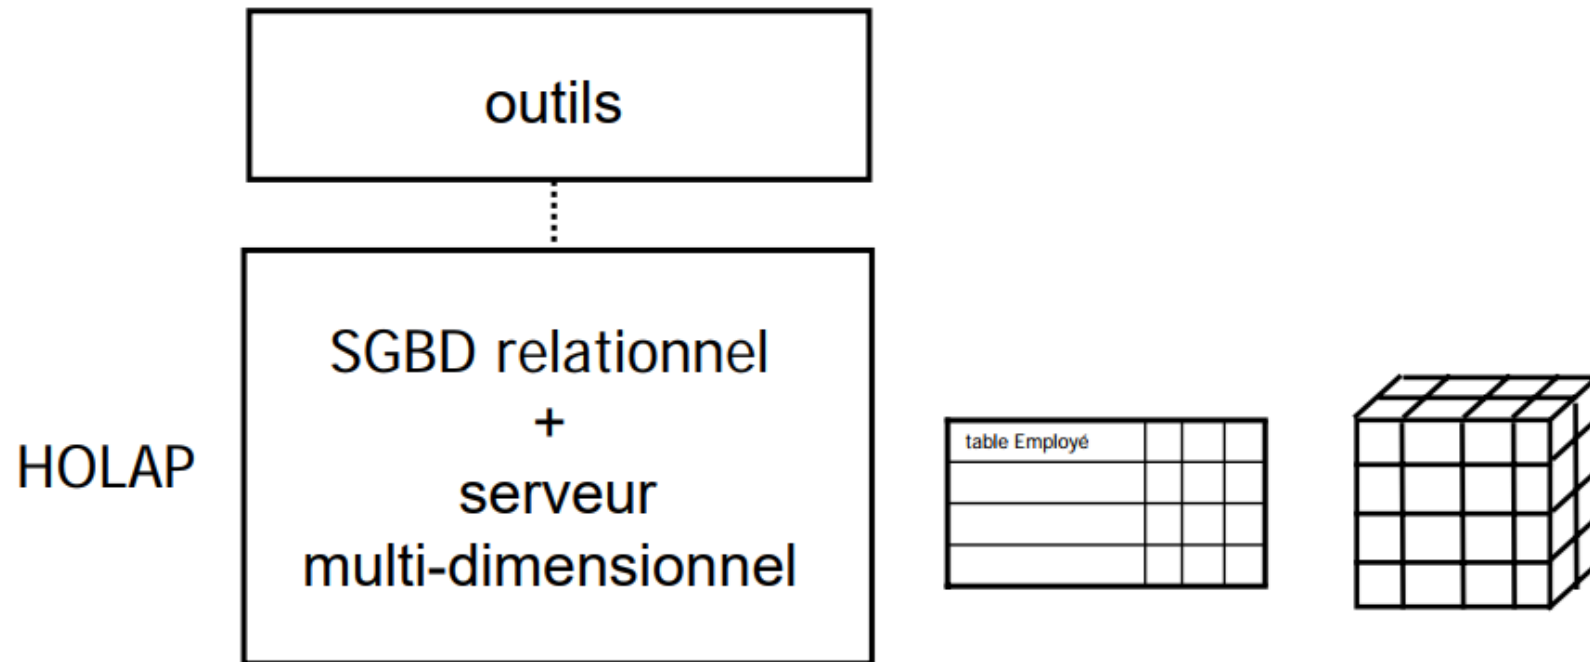 outils
SGBD relationnel
+
serveur
multi-dimensionnel
HOLAP
table Employé